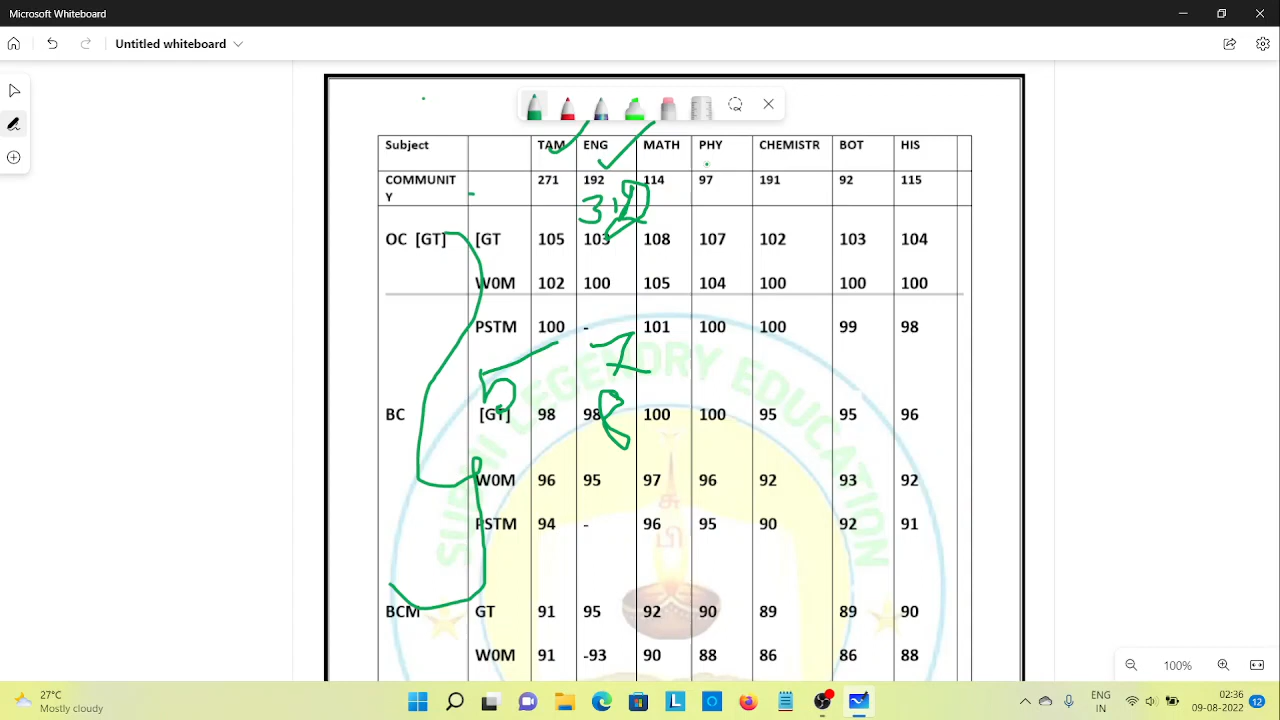 Microsoft Whiteboard
Untitled whiteboard
Subject TAM ENG MATH PHY CHEMISTR BOT HIS
COMMUNIT 271 192 114 97 191 92 115
Y
OC [GT] [GT 105 103 108 107 102 103 104
W0M 102 100 105 104 100 100 100
PSTM 100 - 101 100 100 99 98
7
5
8
BC [GT] 98 98 100 100 95 95 96
W0M 96 95 97 96 92 93 92
PSTM 94 - 96 95 90 92 91
BCM GT 91 95 92 90 89 89 90
W0M 91 -93 90 88 86 86 88
LEGENDORY EDUCATION
சு
100%
27°C
Mostly cloudy
ENG
IN
02:36
09-08-2022
12